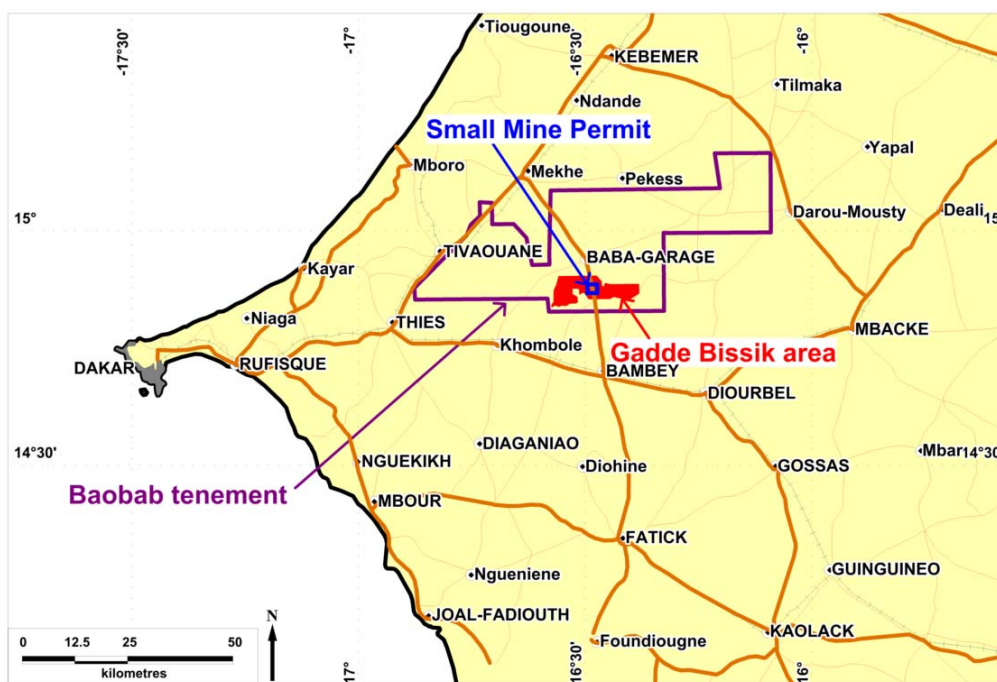 -17°30'
-17°
-16°30'
-16°
Tiougoune
KEBEMER
Tilmaka
Ndande
Small Mine Permit
Yapal
Mboro
Mekhe
Pekess
15°
Darou-Mousty
Deali
15
TIVAOUANE
BABA-GARAGE
Kayar
Niaga
THIES
MBACKE
Khombole
Gadde Bissik area
DAKAR
RUFISQUE
BAMBEY
DIOURBEL
DIAGANIAO
Mbar
14°30'
14°30'
NGUEKIKH
Diohine
GOSSAS
Baobab tenement
MBOUR
FATICK
Ngueniene
GUINGUINEO
JOAL-FADIOUTH
Foundiougne
KAOLACK
0 12.5 25 50
kilometres
N
-17°
-16°30'
-16°